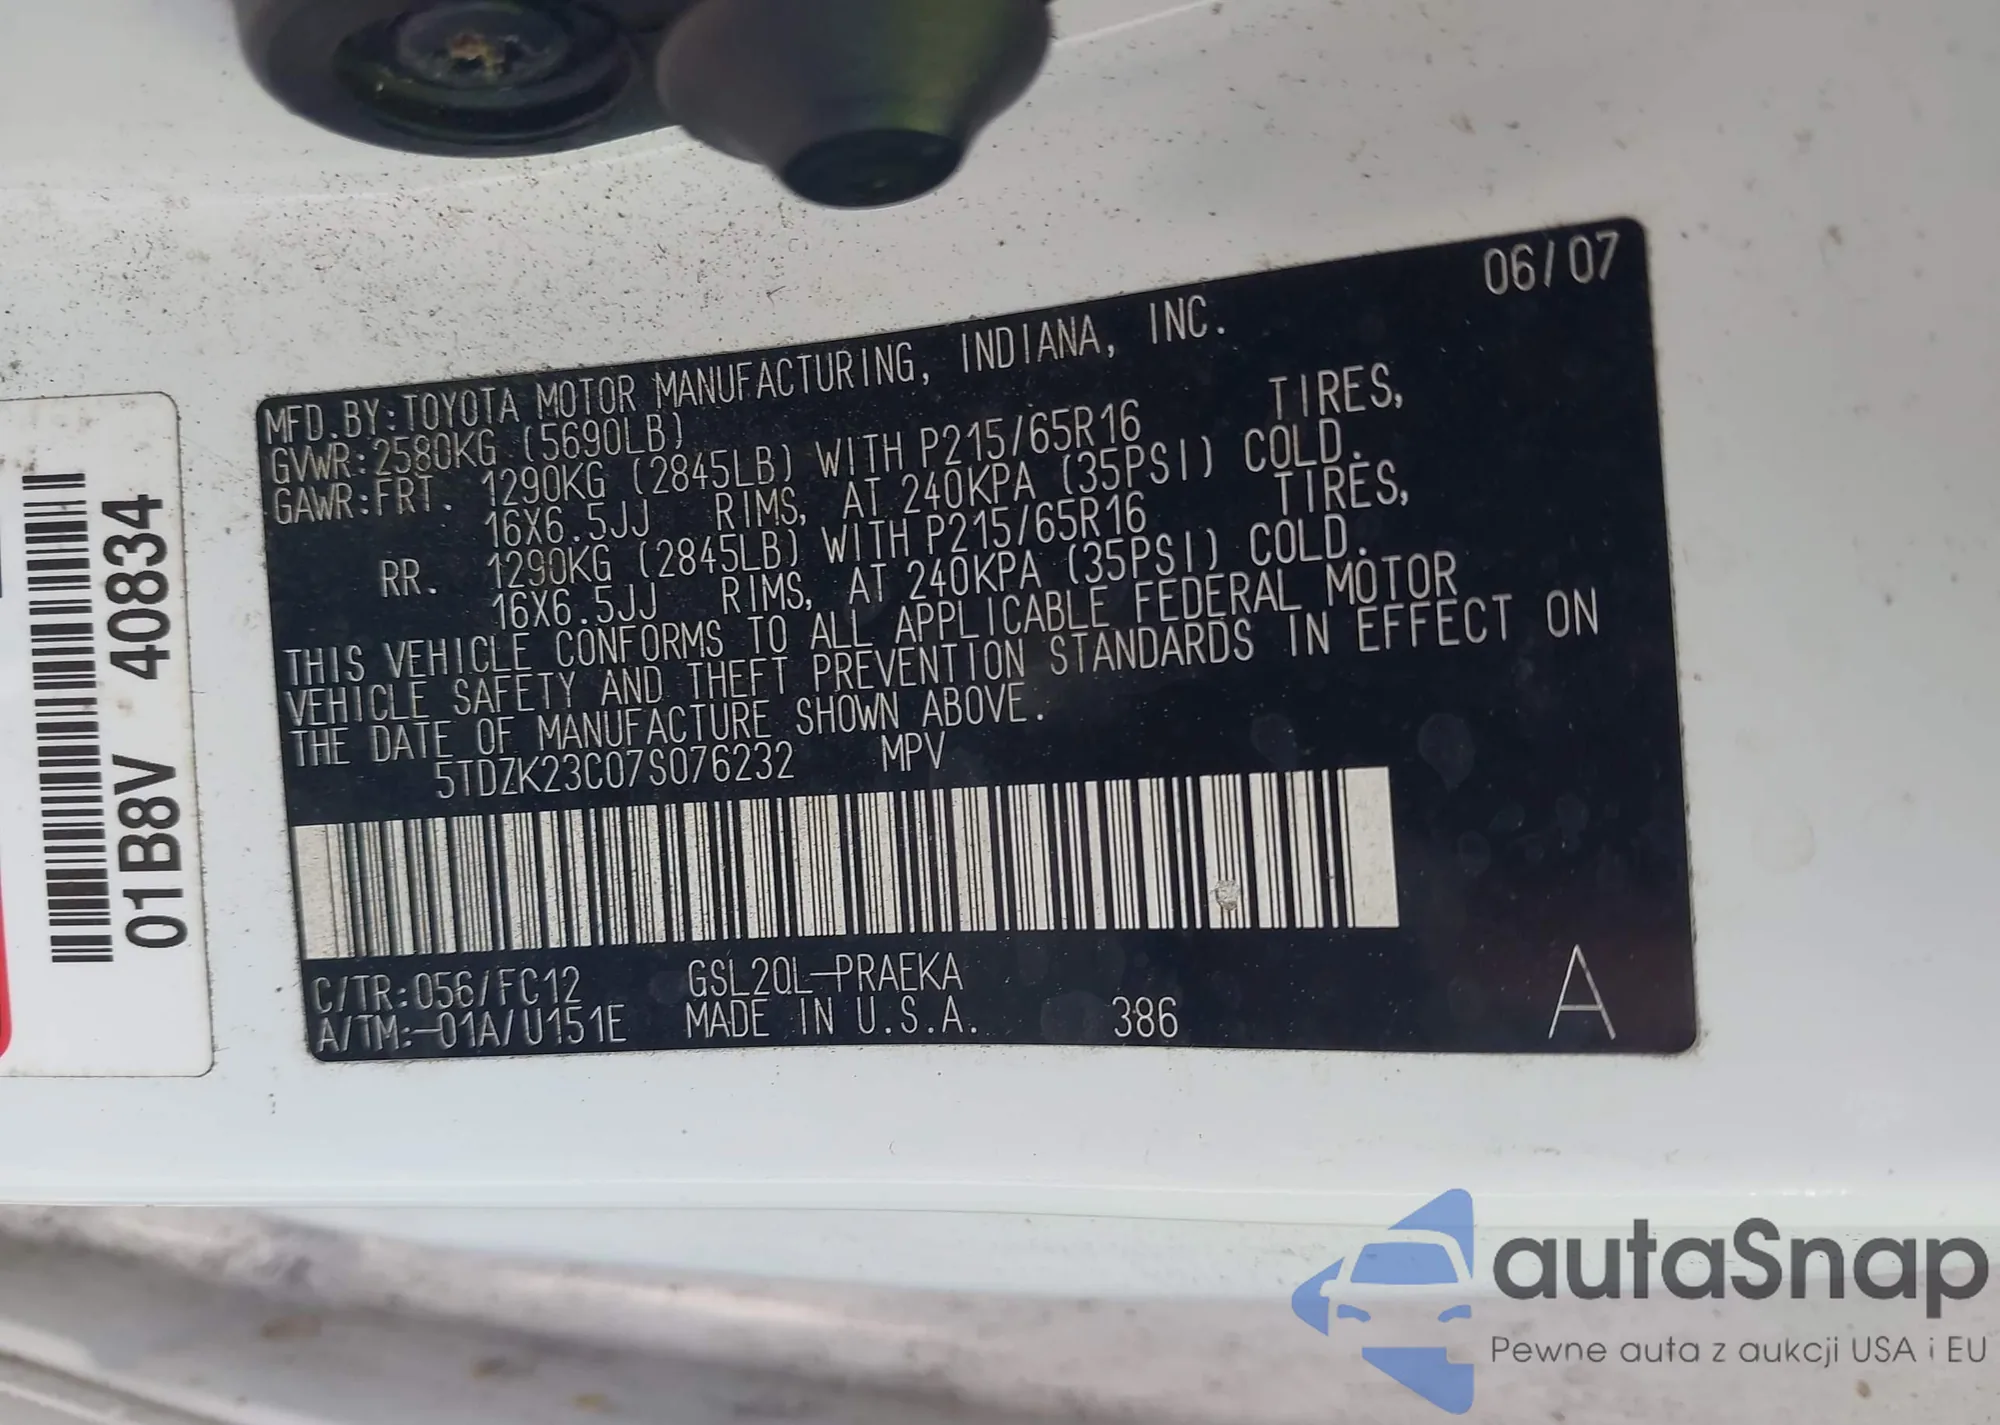 06/07
MFD.BY:TOYOTA MOTOR MANUFACTURING, INDIANA, INC.
GVWR:2580KG (5690LB)
GAWR:FRT. 1290KG (2845LB) WITH P215/65R16 TIRES,
16X6.5JJ RIMS, AT 240KPA (35PSI) COLD.
RR. 1290KG (2845LB) WITH P215/65R16 TIRES,
16X6.5JJ RIMS, AT 240KPA (35PSI) COLD.
THIS VEHICLE CONFORMS TO ALL APPLICABLE FEDERAL MOTOR
VEHICLE SAFETY AND THEFT PREVENTION STANDARDS IN EFFECT ON
THE DATE OF MANUFACTURE SHOWN ABOVE.
5TDZK23C07S076232 MPV
C/TR:056/FC12 GSL2QL-PRAEKA
A/TM:-01A/U151E MADE IN U.S.A. 386 A
01B8V 40834
autaSnap
Pewne auta z aukcji USA i EU